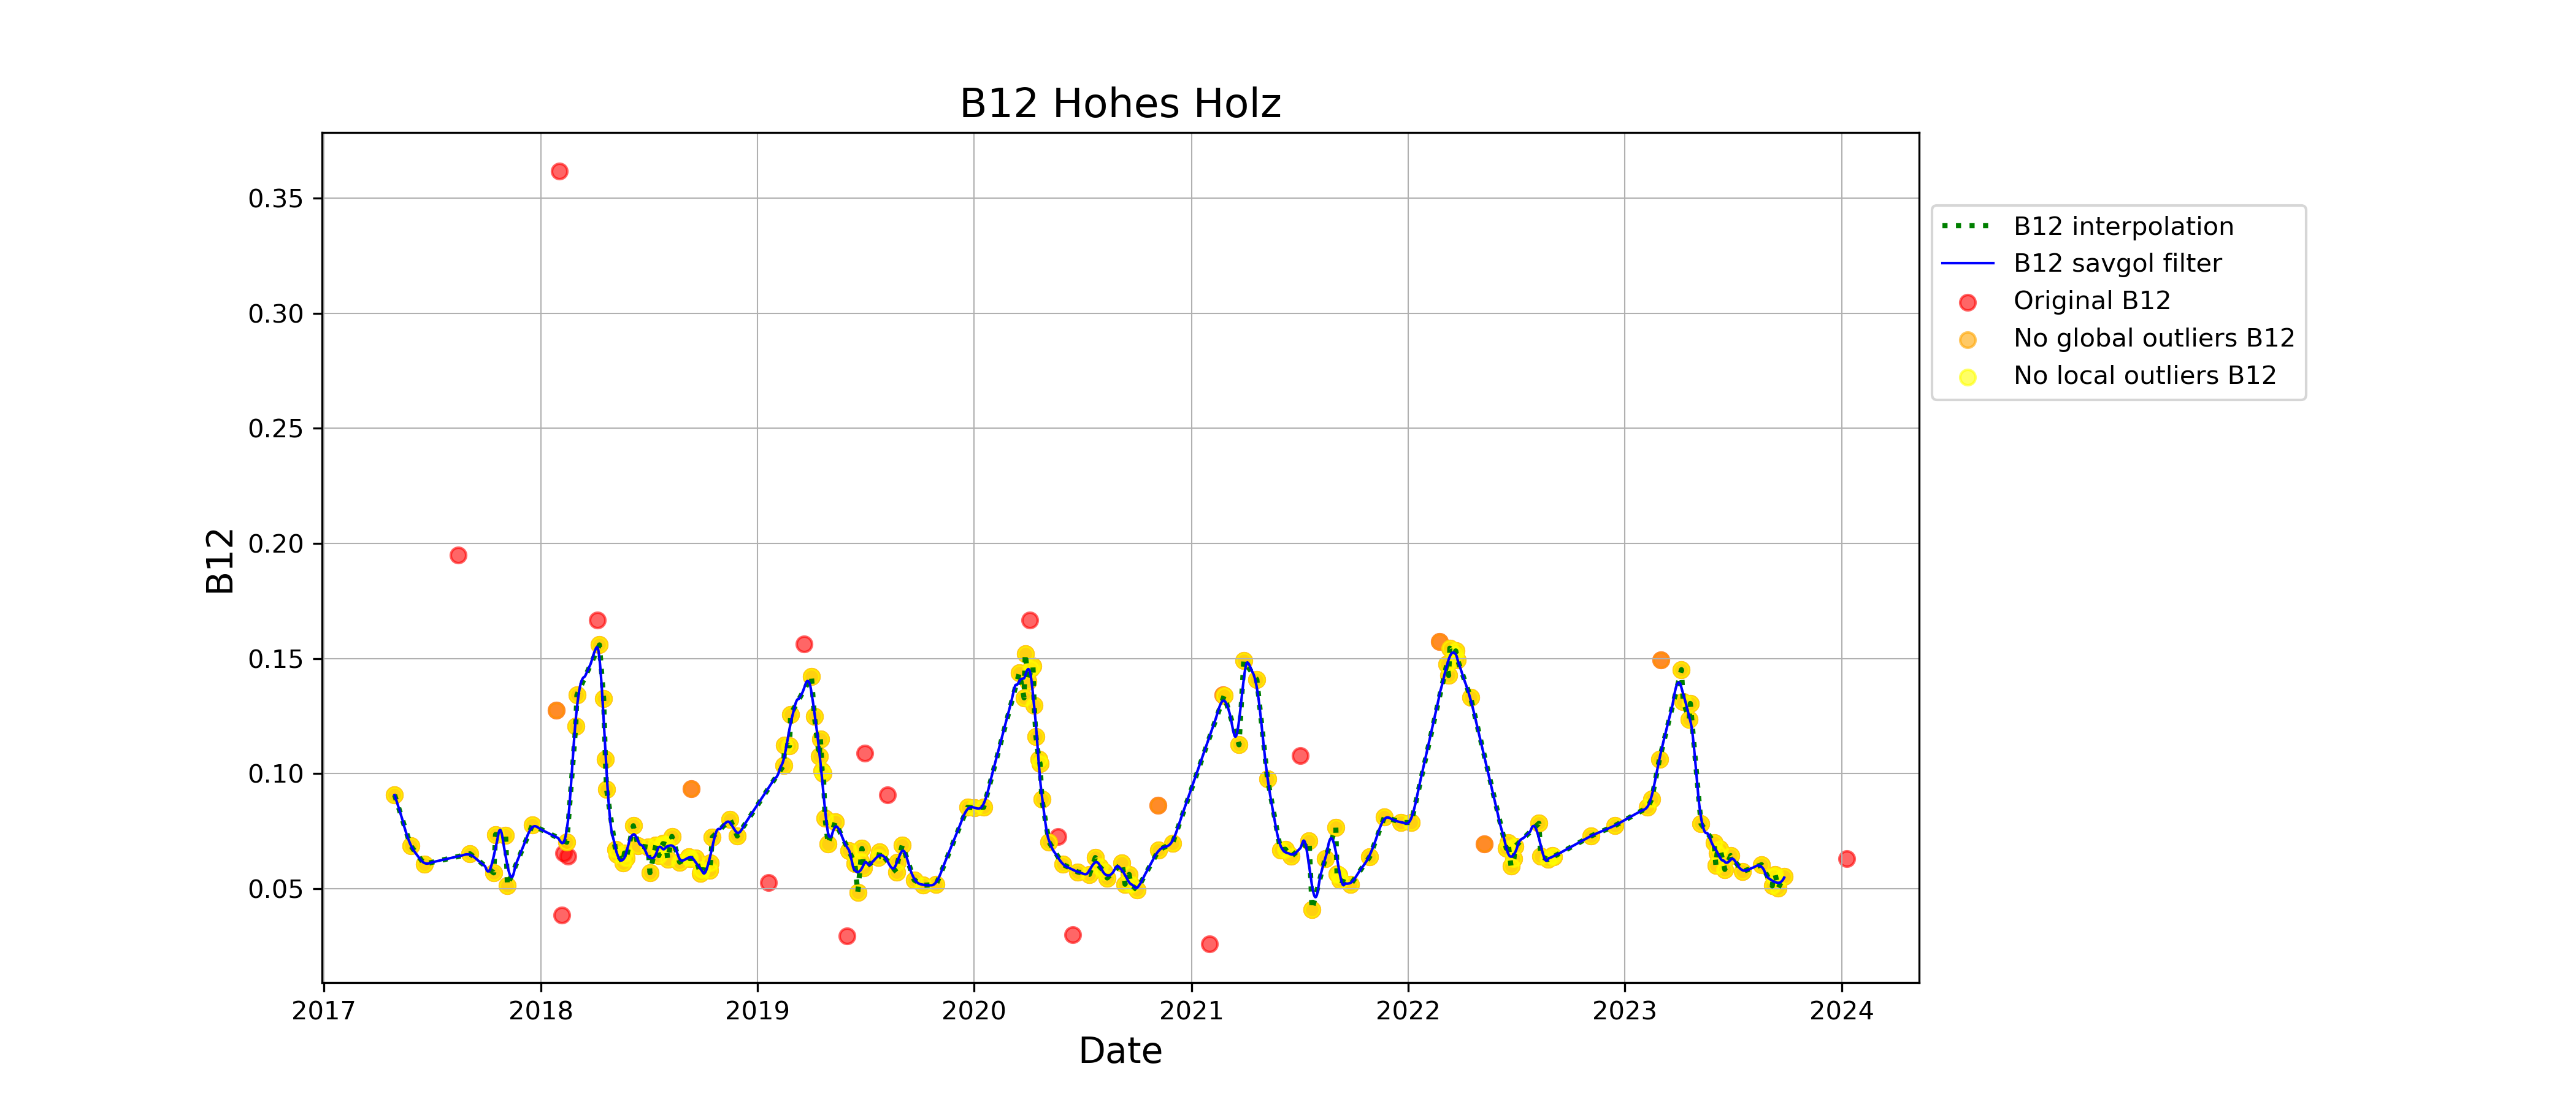 B12 Hohes Holz
0.35
0.30
0.25
0.20
0.15
0.10
0.05
B12
2017 2018 2019 2020 2021 2022 2023 2024
Date
B12 interpolation
B12 savgol filter
Original B12
No global outliers B12
No local outliers B12